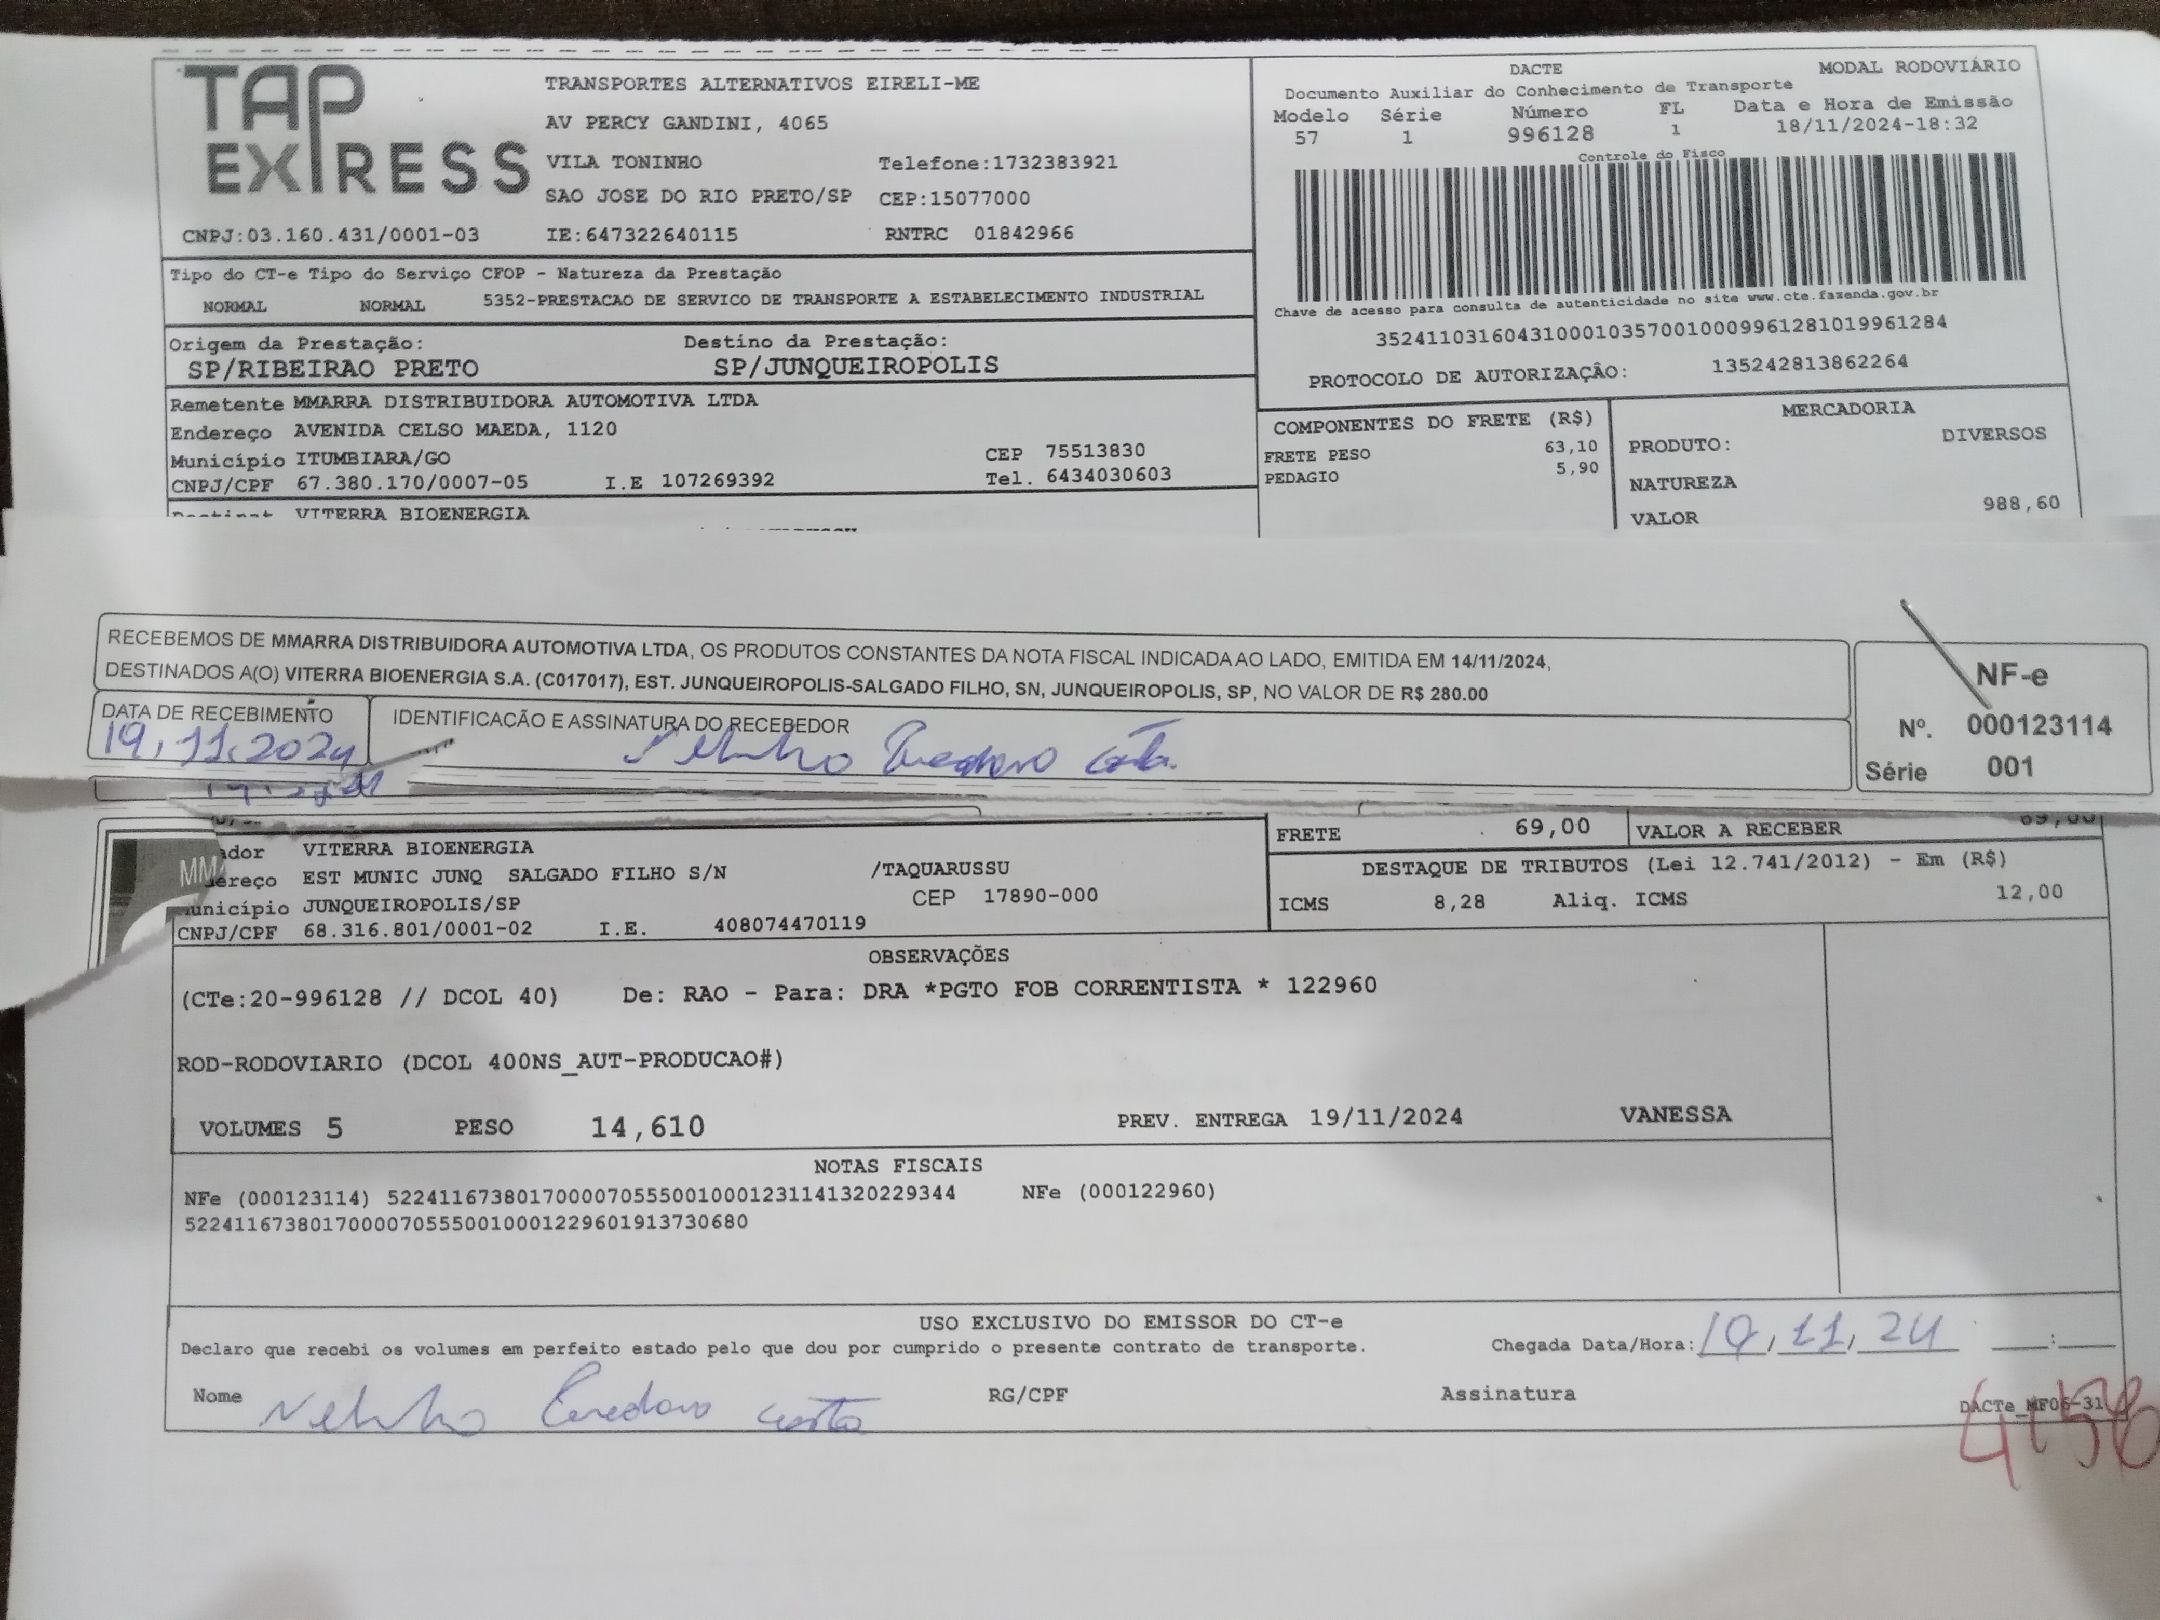 TAP EXPRESS
TRANSPORTES ALTERNATIVOS EIRELI-ME
AV PERCY GANDINI, 4065
VILA TONINHO Telefone:1732383921
SAO JOSE DO RIO PRETO/SP CEP:15077000
CNPJ:03.160.431/0001-03 IE:647322640115 RNTRC 01842966
DACTE MODAL RODOVIÁRIO
Documento Auxiliar do Conhecimento de Transporte
Modelo Série Número FL Data e Hora de Emissão
57 1 996128 1 18/11/2024-18:32
Controle do Fisco
Chave de acesso para consulta de autenticidade no site www.cte.fazenda.gov.br
35241103160431000103570010009961281019961284
PROTOCOLO DE AUTORIZAÇÃO: 135242813862264
Tipo do CT-e Tipo do Serviço CFOP - Natureza da Prestação
NORMAL NORMAL 5352-PRESTACAO DE SERVICO DE TRANSPORTE A ESTABELECIMENTO INDUSTRIAL
Origem da Prestação: Destino da Prestação:
SP/RIBEIRAO PRETO SP/JUNQUEIROPOLIS
Remetente MMARRA DISTRIBUIDORA AUTOMOTIVA LTDA
Endereço AVENIDA CELSO MAEDA, 1120
Município ITUMBIARA/GO CEP 75513830
CNPJ/CPF 67.380.170/0007-05 I.E 107269392 Tel. 6434030603
VITERRA BIOENERGIA
COMPONENTES DO FRETE (R$)
FRETE PESO 63,10
PEDAGIO 5,90
MERCADORIA
PRODUTO: DIVERSOS
NATUREZA
VALOR 988,60
RECEBEMOS DE MMARRA DISTRIBUIDORA AUTOMOTIVA LTDA, OS PRODUTOS CONSTANTES DA NOTA FISCAL INDICADA AO LADO, EMITIDA EM 14/11/2024,
DESTINADOS A(O) VITERRA BIOENERGIA S.A. (C017017), EST. JUNQUEIROPOLIS-SALGADO FILHO, SN, JUNQUEIROPOLIS, SP, NO VALOR DE R$ 280.00
DATA DE RECEBIMENTO IDENTIFICAÇÃO E ASSINATURA DO RECEBEDOR
19.11.2024
NF-e
Nº. 000123114
Série 001
MM
ador VITERRA BIOENERGIA
ereço EST MUNIC JUNQ SALGADO FILHO S/N /TAQUARUSSU
unicípio JUNQUEIROPOLIS/SP CEP 17890-000
CNPJ/CPF 68.316.801/0001-02 I.E. 408074470119
FRETE 69,00 VALOR A RECEBER 69,00
DESTAQUE DE TRIBUTOS (Lei 12.741/2012) - Em (R$)
ICMS 8,28 Aliq. ICMS 12,00
OBSERVAÇÕES
(CTe:20-996128 // DCOL 40) De: RAO - Para: DRA *PGTO FOB CORRENTISTA * 122960
ROD-RODOVIARIO (DCOL 400NS_AUT-PRODUCAO#)
VOLUMES 5 PESO 14,610 PREV. ENTREGA 19/11/2024 VANESSA
NOTAS FISCAIS
NFe (000123114) 52241167380170000705550010001231141320229344 NFe (000122960)
52241167380170000705550010001229601913730680
USO EXCLUSIVO DO EMISSOR DO CT-e
Declaro que recebi os volumes em perfeito estado pelo que dou por cumprido o presente contrato de transporte. Chegada Data/Hora: 19,11,24 :
Nome RG/CPF Assinatura
DACTe_MF06-31